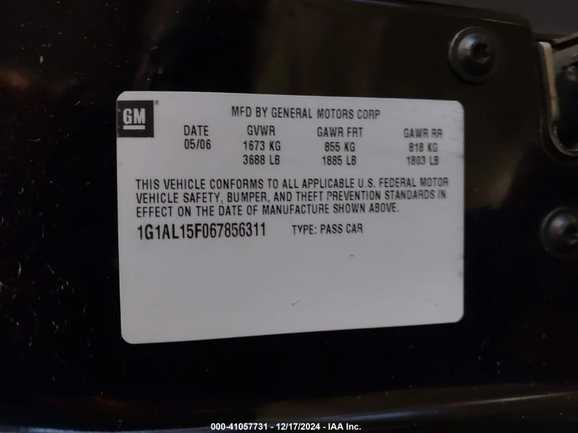 GM
MFD BY GENERAL MOTORS CORP
DATE GVWR GAWR FRT GAWR RR
05/06 1673 KG 855 KG 818 KG
3688 LB 1885 LB 1803 LB
THIS VEHICLE CONFORMS TO ALL APPLICABLE U.S. FEDERAL MOTOR
VEHICLE SAFETY, BUMPER, AND THEFT PREVENTION STANDARDS IN
EFFECT ON THE DATE OF MANUFACTURE SHOWN ABOVE.
1G1AL15F067856311 TYPE: PASS CAR
000-41057731 - 12/17/2024 - IAA Inc.